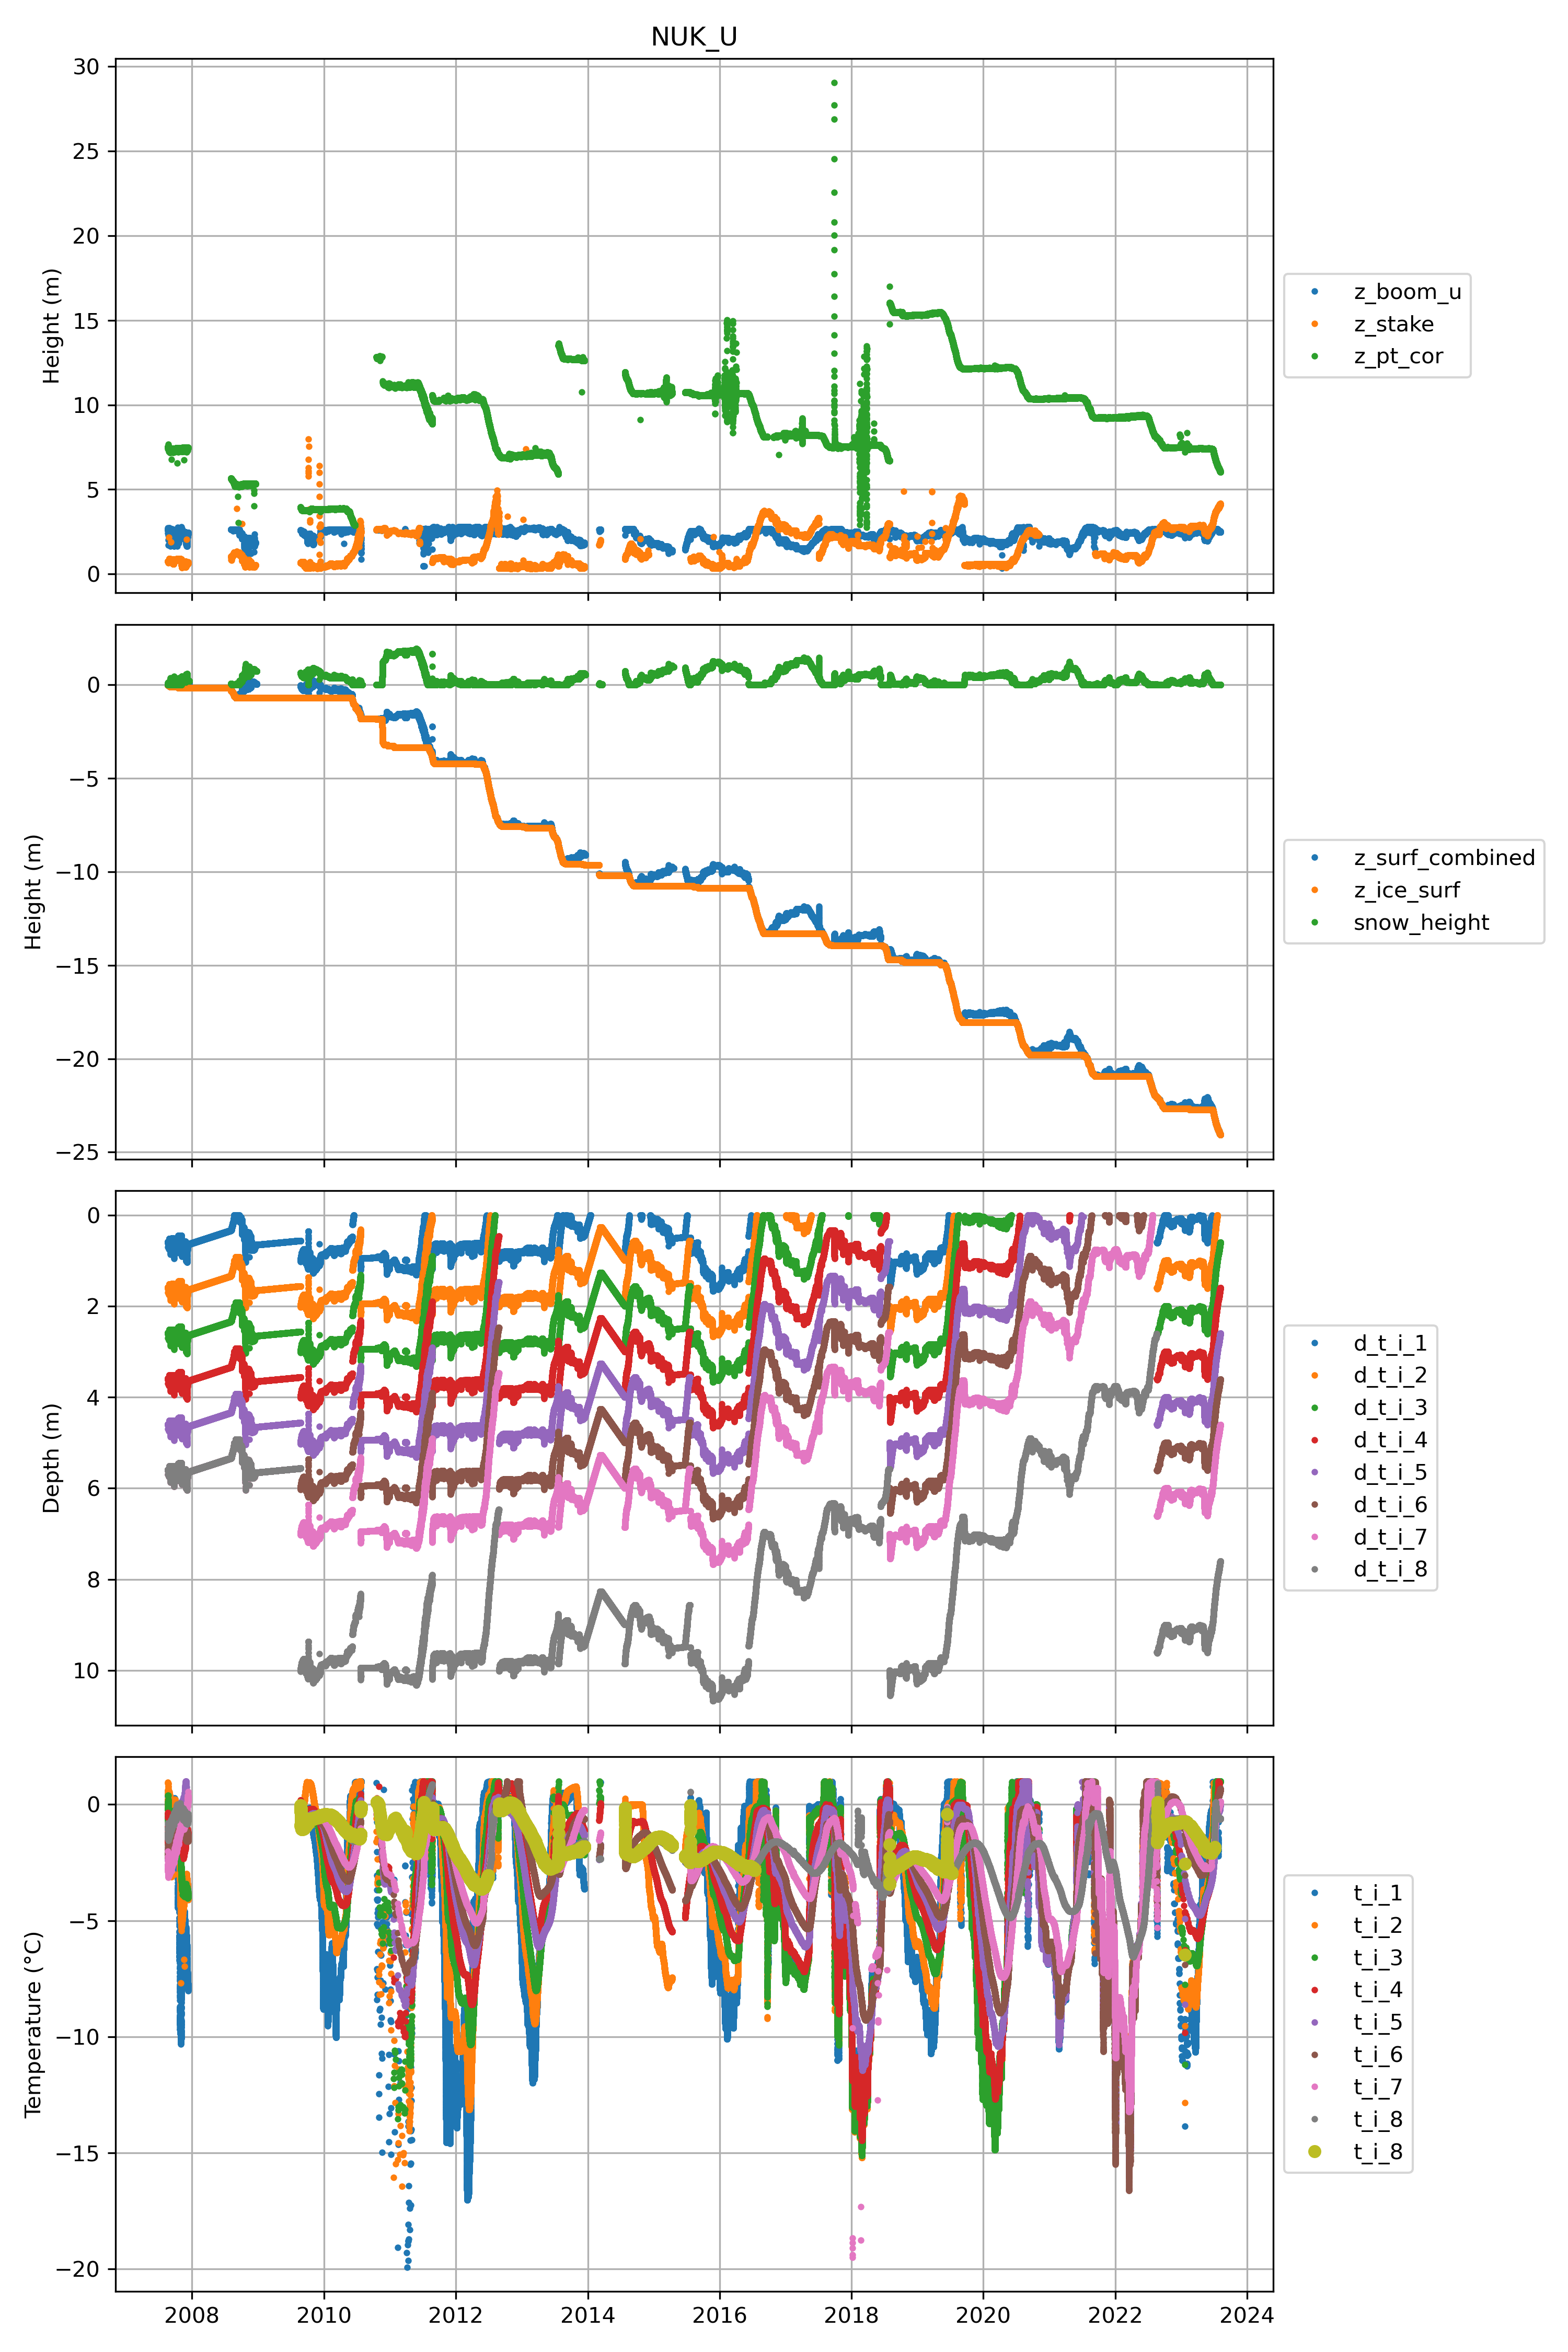 NUK_U
30
25
20
15
10
5
0
Height (m)
z_boom_u
z_stake
z_pt_cor
0
−5
−10
−15
−20
−25
Height (m)
z_surf_combined
z_ice_surf
snow_height
0
2
4
6
8
10
Depth (m)
d_t_i_1
d_t_i_2
d_t_i_3
d_t_i_4
d_t_i_5
d_t_i_6
d_t_i_7
d_t_i_8
0
−5
−10
−15
−20
Temperature (°C)
t_i_1
t_i_2
t_i_3
t_i_4
t_i_5
t_i_6
t_i_7
t_i_8
t_i_8
2008 2010 2012 2014 2016 2018 2020 2022 2024